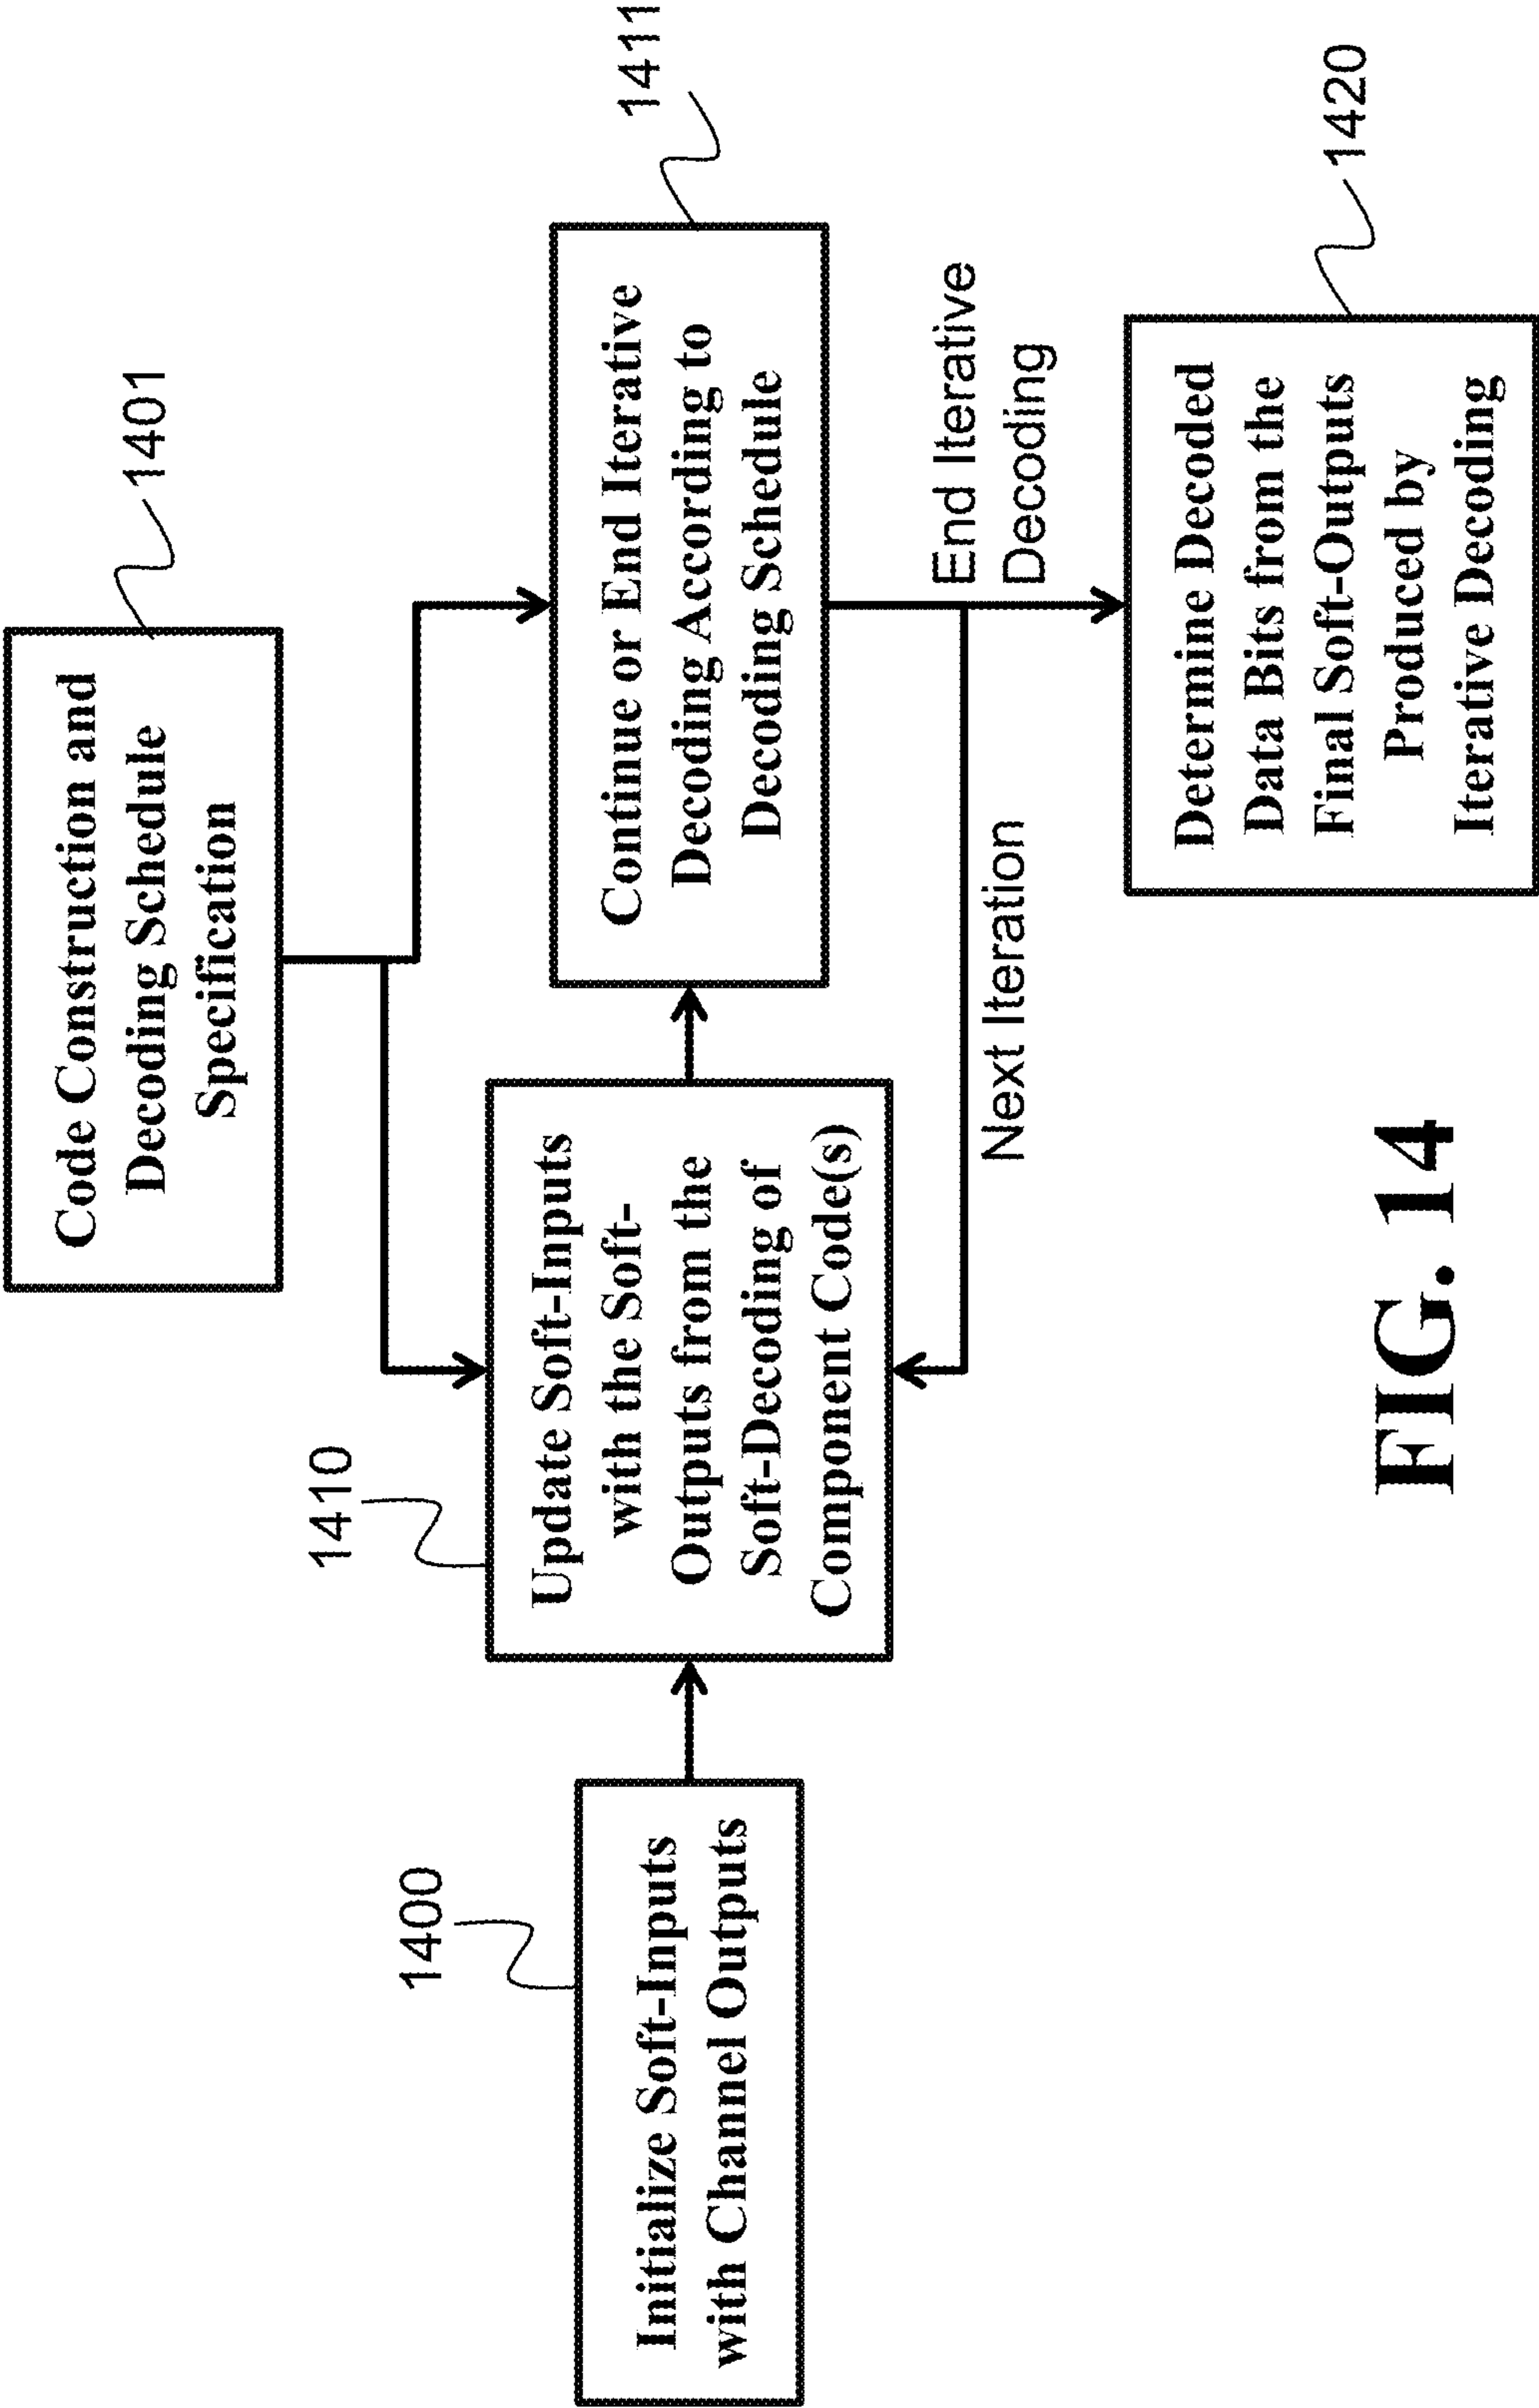 Code Construction and
Decoding Schedule
Specification
1401
1400
Initialize Soft-Inputs
with Channel Outputs
1410
Update Soft-Inputs
with the Soft-
Outputs from the
Soft-Decoding of
Component Code(s)
Continue or End Iterative
Decoding According to
Decoding Schedule
1411
Next Iteration
End Iterative
Decoding
Determine Decoded
Data Bits from the
Final Soft-Outputs
Produced by
Iterative Decoding
1420
FIG. 14